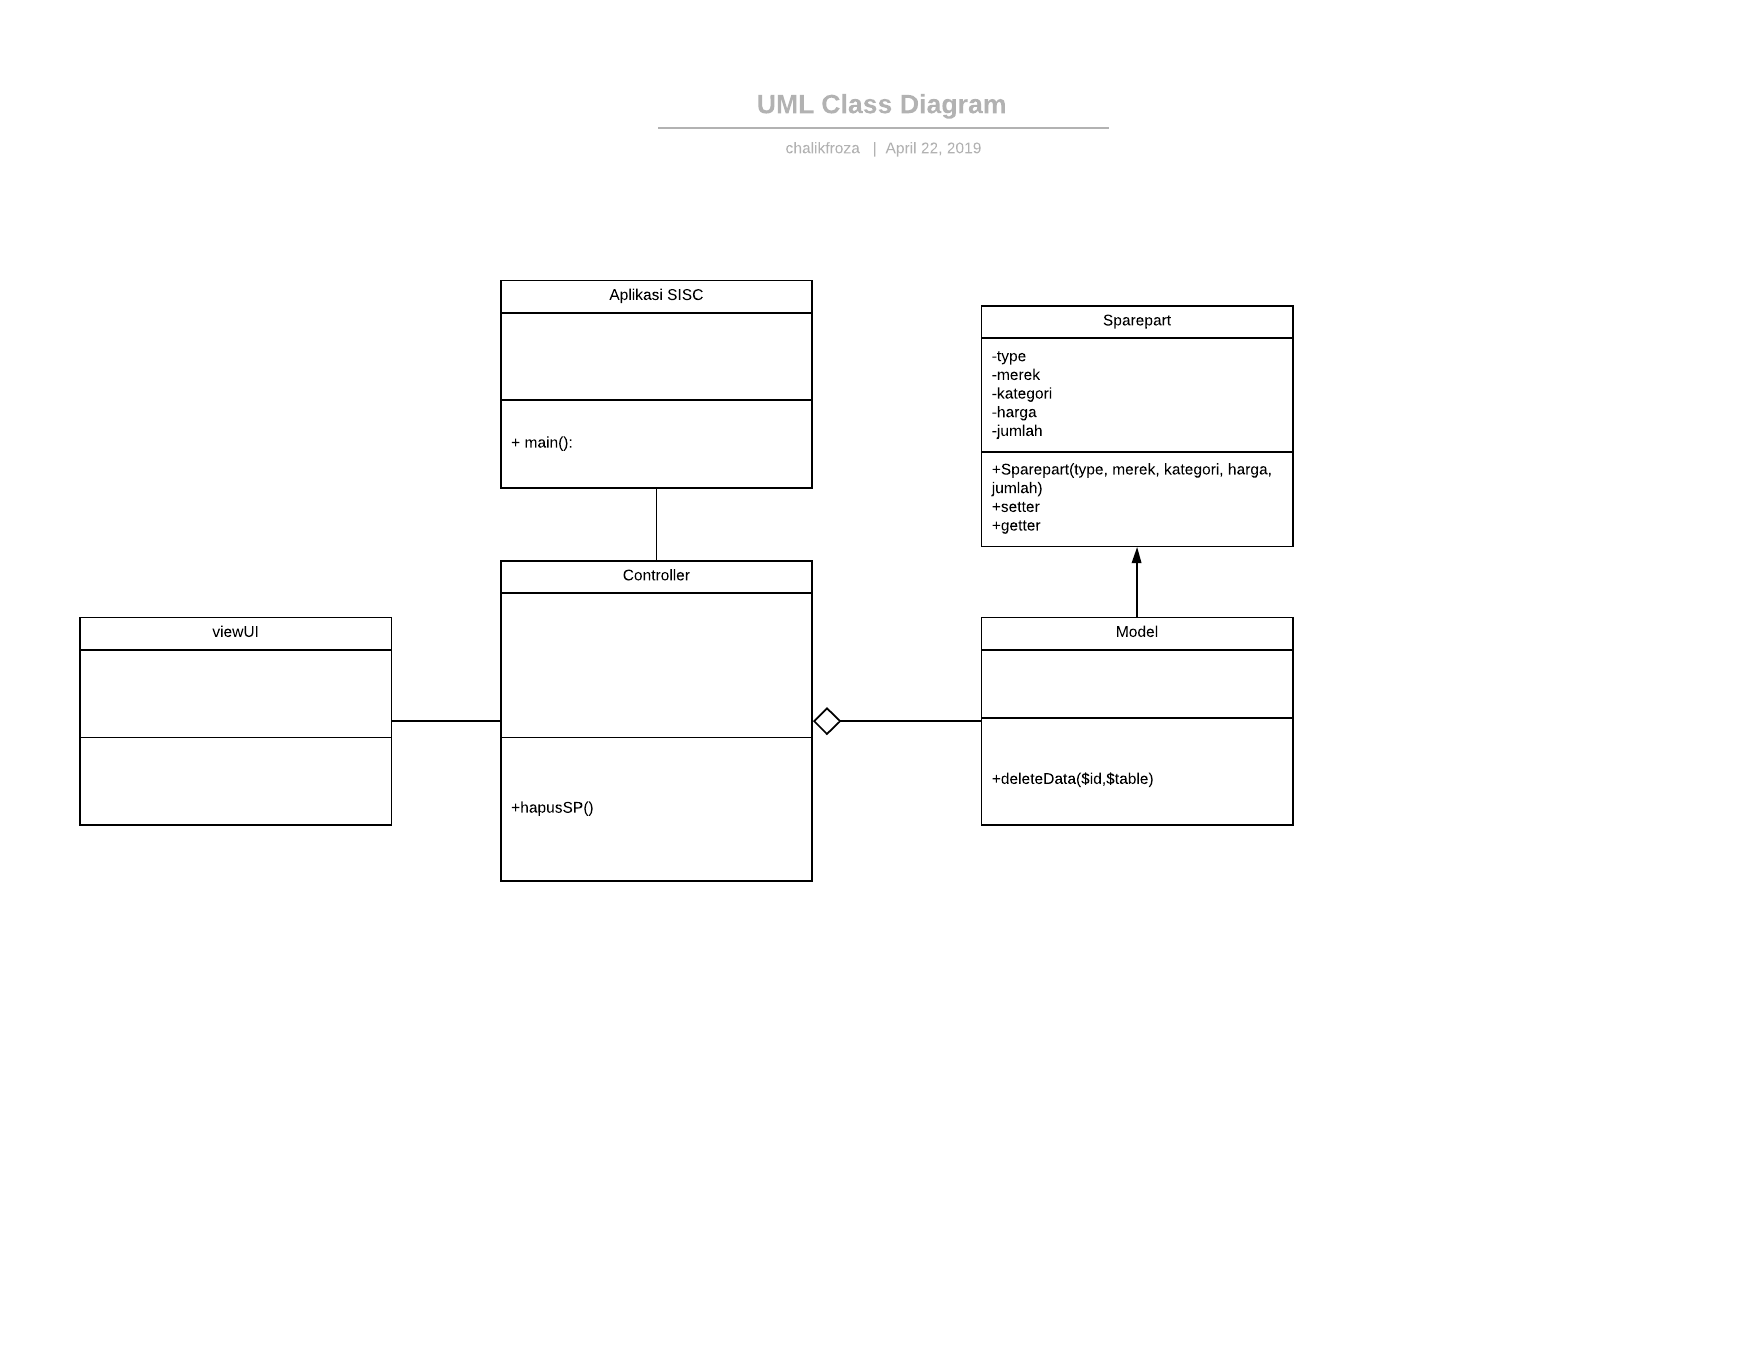 UML Class Diagram
chalikfroza | April 22, 2019
Aplikasi SISC
+ main():
Sparepart
-type
-merek
-kategori
-harga
-jumlah
+Sparepart(type, merek, kategori, harga,
jumlah)
+setter
+getter
Controller
+hapusSP()
viewUI
Model
+deleteData($id,$table)